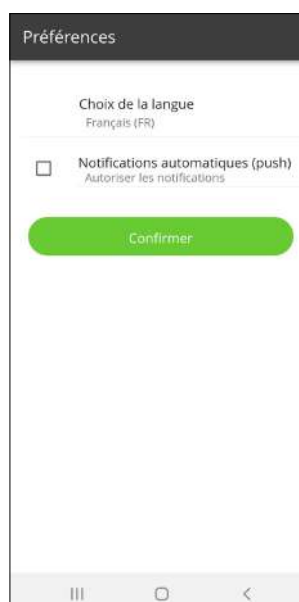 Préférences
Choix de la langue
Français (FR)
Notifications automatiques (push)
Autoriser les notifications
Confirmer